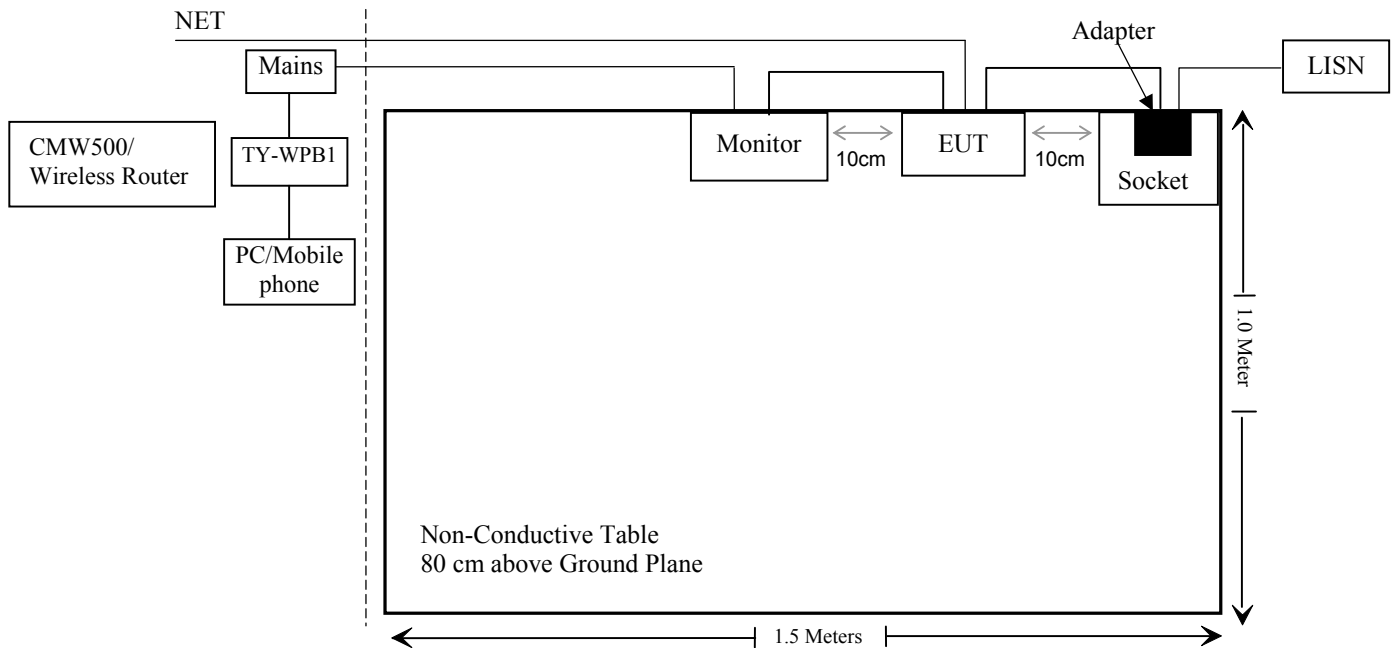 NET
Adapter
Mains
LISN
CMW500/
Wireless Router
TY-WPB1
Monitor
10cm
EUT
10cm
Socket
PC/Mobile
phone
1.0 Meter
Non-Conductive Table
80 cm above Ground Plane
1.5 Meters